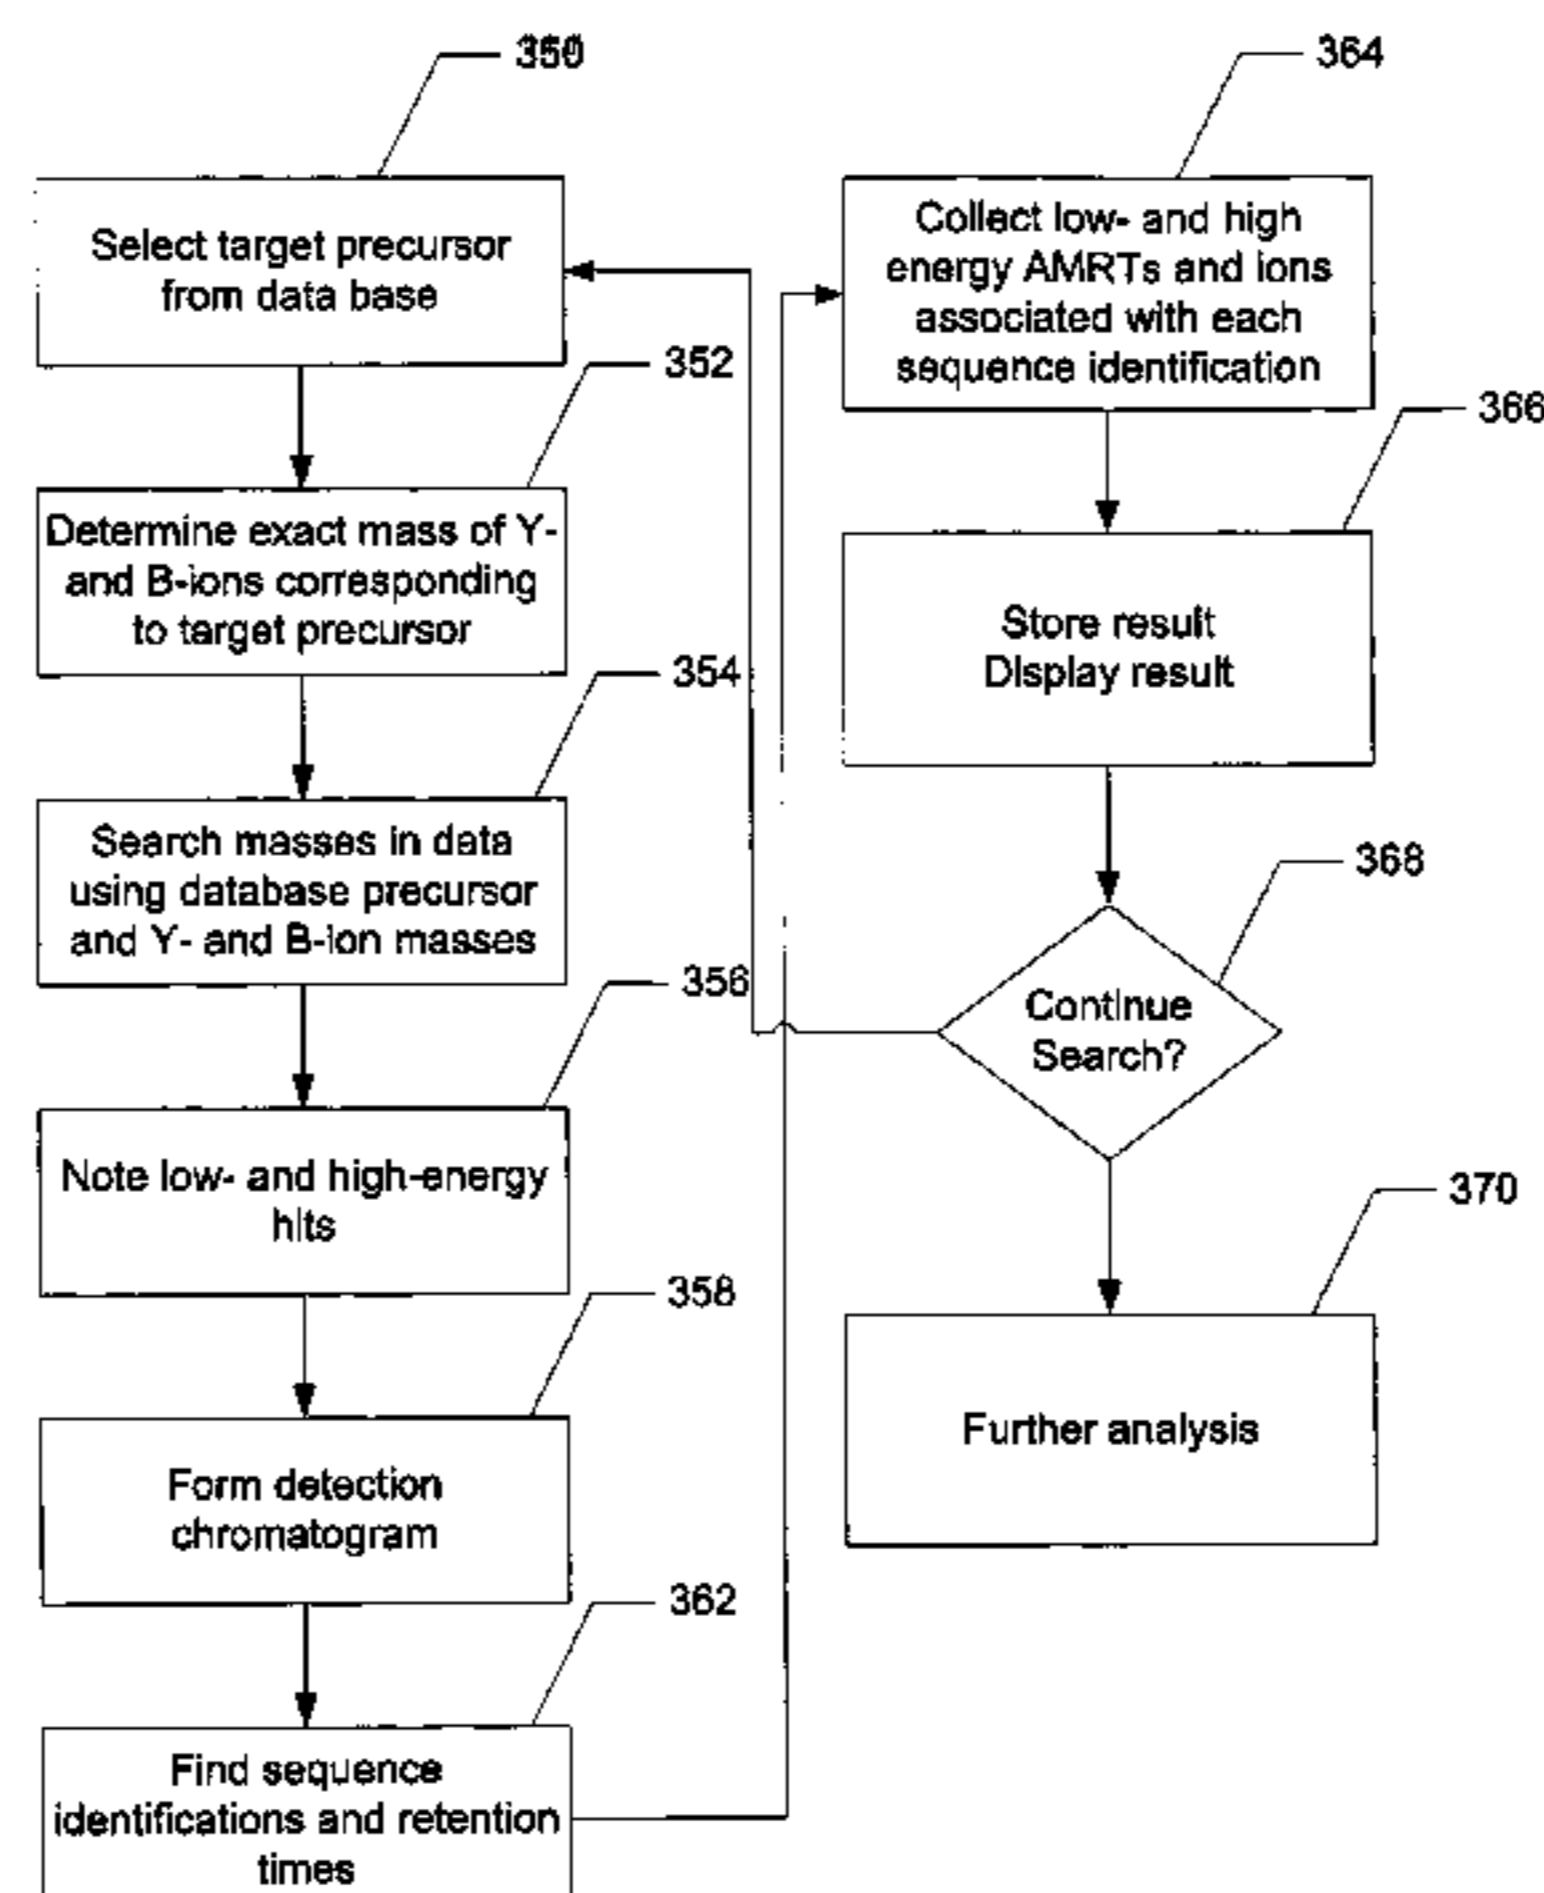 350
Select target precursor
from data base
352
Determine exact mass of Y-
and B-ions corresponding
to target precursor
354
Search masses in data
using database precursor
and Y- and B-ion masses
356
Note low- and high-energy
hits
358
Form detection
chromatogram
362
Find sequence
identifications and retention
times
364
Collect low- and high
energy AMRTs and ions
associated with each
sequence identification
366
Store result
Display result
368
Continue
Search?
370
Further analysis